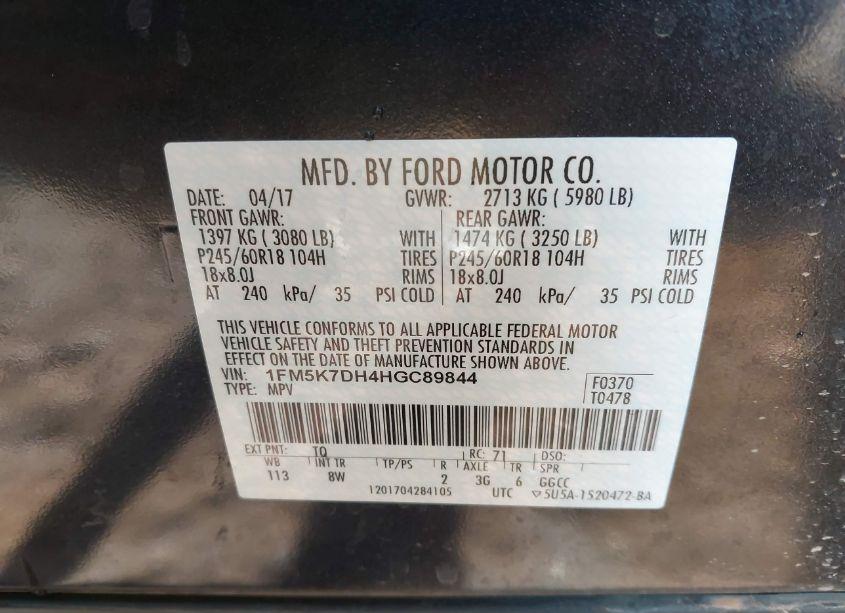 MFD. BY FORD MOTOR CO.
DATE: 04/17 GVWR: 2713 KG ( 5980 LB)
FRONT GAWR: REAR GAWR:
1397 KG ( 3080 LB) WITH 1474 KG ( 3250 LB) WITH
P245/60R18 104H TIRES P245/60R18 104H TIRES
18x8.0J RIMS 18x8.0J RIMS
AT 240 kPa/ 35 PSI COLD AT 240 kPa/ 35 PSI COLD
THIS VEHICLE CONFORMS TO ALL APPLICABLE FEDERAL MOTOR
VEHICLE SAFETY AND THEFT PREVENTION STANDARDS IN
EFFECT ON THE DATE OF MANUFACTURE SHOWN ABOVE.
VIN: 1FM5K7DH4HGC89844 F0370
TYPE: MPV T0478
EXT PNT: TQ RC: 71 DSO:
WB INT TR TP/PS R AXLE TR SPR
113 8W 2 3G 6 GGCC
1201704284105 UTC ▽5U5A-1520472-BA